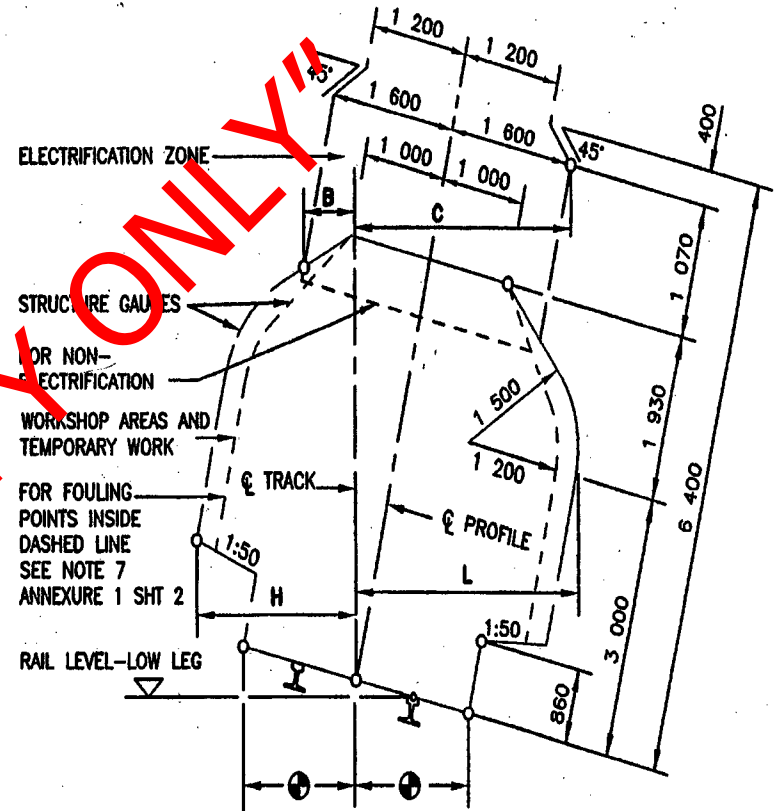 1 200
1 200
45°
1 600
1 600
400
45°
ELECTRIFICATION ZONE
1 000
1 000
B
C
1 070
STRUCTURE GAUGES
FOR NON-
ELECTRIFICATION
1 500
1 930
WORKSHOP AREAS AND
TEMPORARY WORK
1 200
6 400
℄ TRACK
FOR FOULING
POINTS INSIDE
DASHED LINE
SEE NOTE 7
ANNEXURE 1 SHT 2
℄ PROFILE
1:50
H
L
1:50
3 000
RAIL LEVEL-LOW LEG
860
Y ONLY"